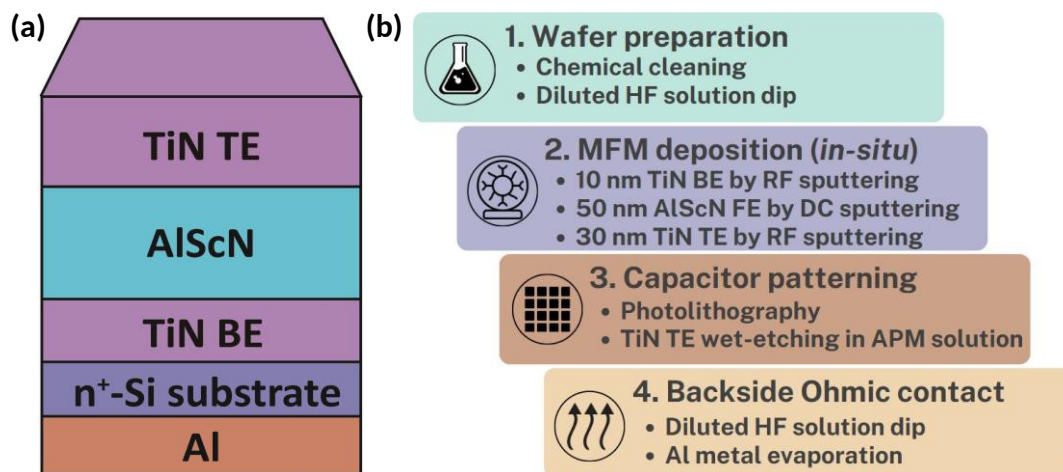 (a)
TiN TE
AlScN
TiN BE
n⁺-Si substrate
Al
(b)
1. Wafer preparation
• Chemical cleaning
• Diluted HF solution dip
2. MFM deposition (in-situ)
• 10 nm TiN BE by RF sputtering
• 50 nm AlScN FE by DC sputtering
• 30 nm TiN TE by RF sputtering
3. Capacitor patterning
• Photolithography
• TiN TE wet-etching in APM solution
4. Backside Ohmic contact
• Diluted HF solution dip
• Al metal evaporation